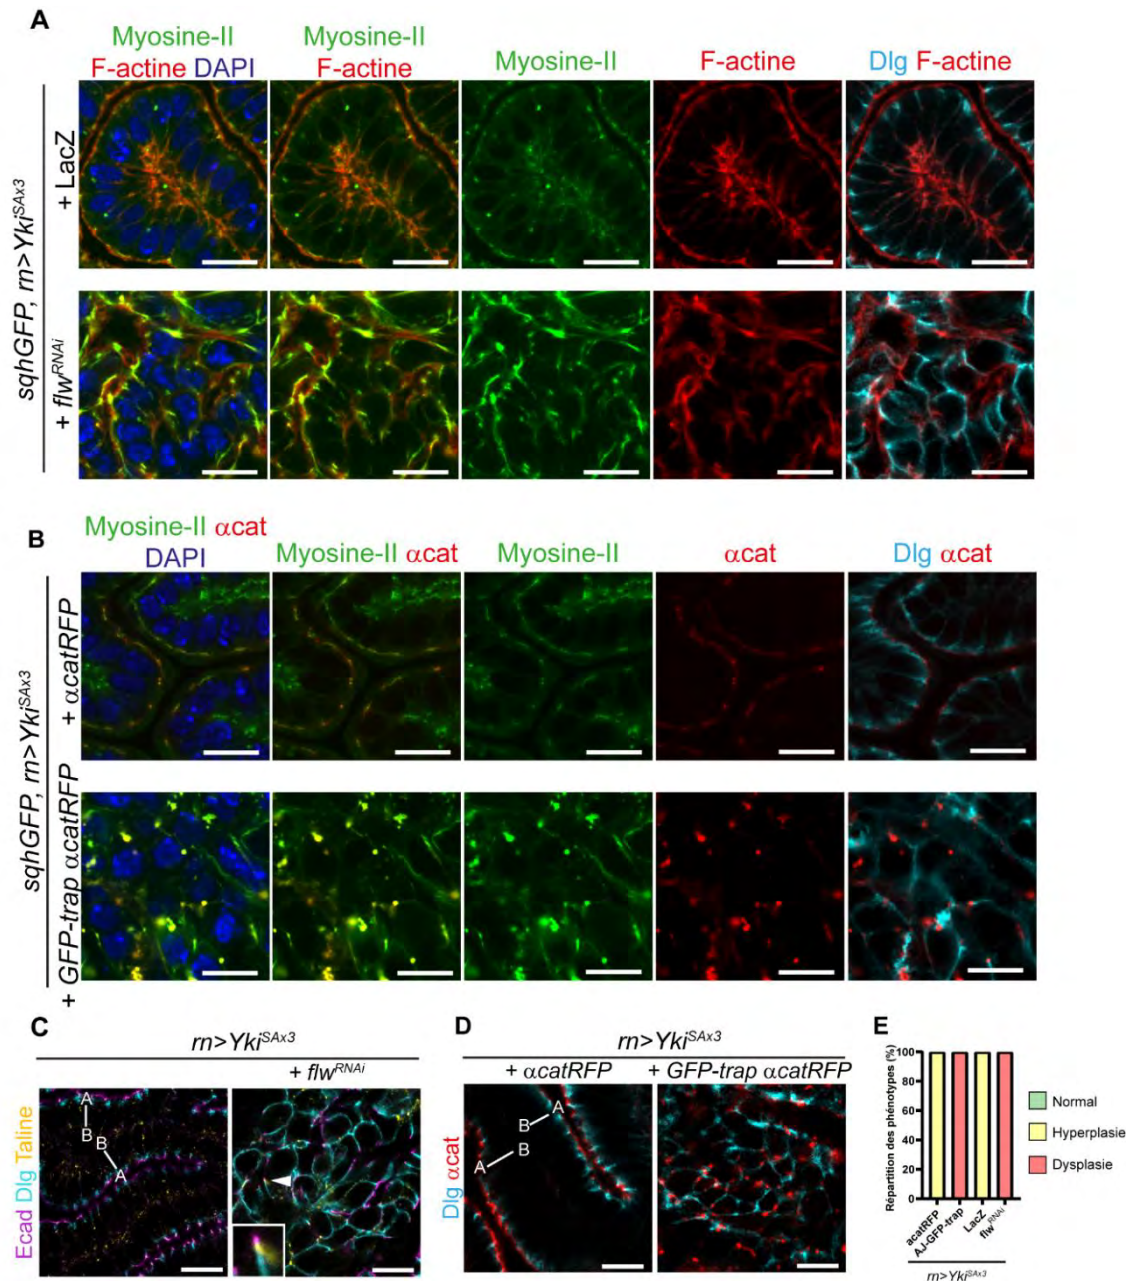 A
Myosine-II
F-actine DAPI
Myosine-II
F-actine
Myosine-II
F-actine
Dlg F-actine
sqhGFP, rn>Yki^SAx3
+ LacZ
+ flw^RNAi
B
Myosine-II αcat
DAPI
Myosine-II αcat
Myosine-II
αcat
Dlg αcat
sqhGFP, rn>Yki^SAx3
+ αcatRFP
+ GFP-trap αcatRFP
C
rn>Yki^SAx3
+ flw^RNAi
Ecad Dlg Taline
A
B
B
A
D
rn>Yki^SAx3
+ αcatRFP
+ GFP-trap αcatRFP
Dlg αcat
A
B
B
A
E
Répartition des phénotypes (%)
100
80
60
40
20
0
acatRFP
AJ-GFP-trap
LacZ
flw^RNAi
rn>Yki^SAx3
Normal
Hyperplasie
Dysplasie